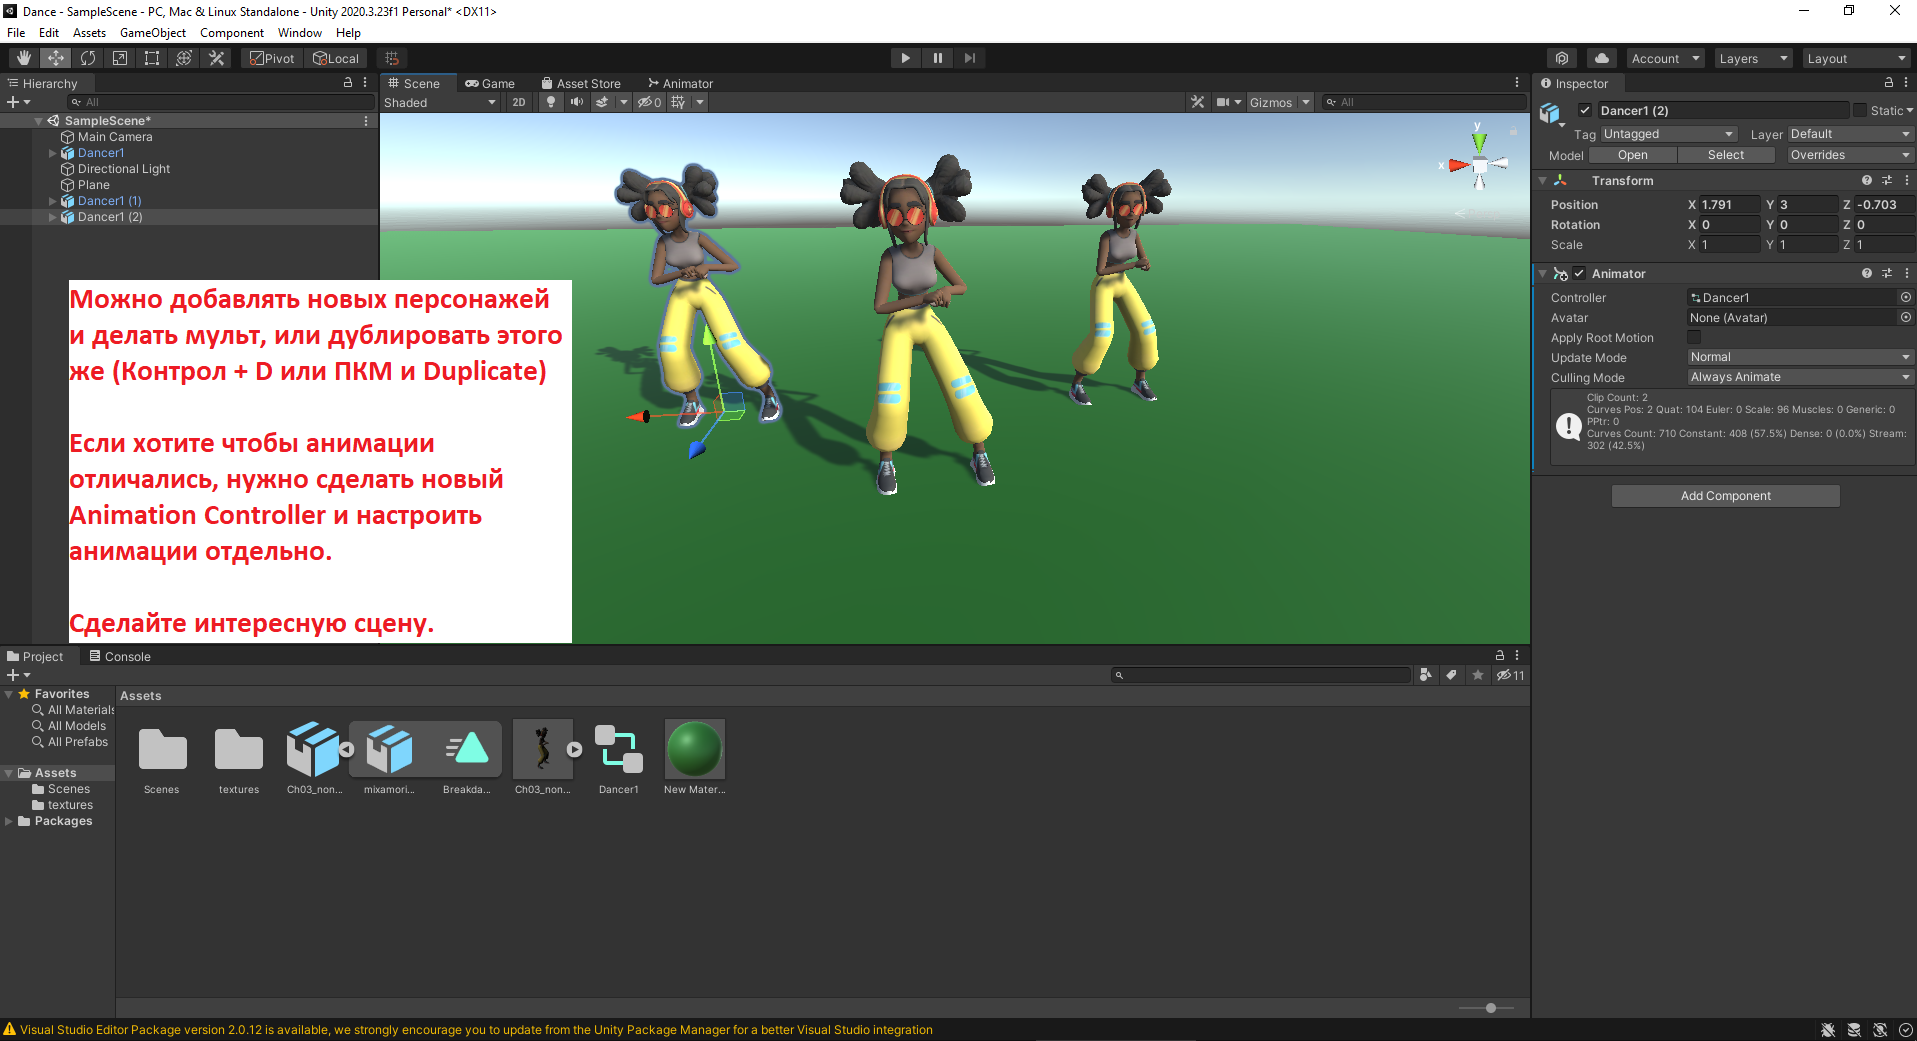 Dance - SampleScene - PC, Mac & Linux Standalone - Unity 2020.3.23f1 Personal* <DX11>
File Edit Assets GameObject Component Window Help
Pivot Local
Account Layers Layout
Hierarchy
All
SampleScene*
Main Camera
Dancer1
Directional Light
Plane
Dancer1 (1)
Dancer1 (2)
Scene Game Asset Store Animator
Shaded 2D 0 Gizmos All
y
x
Можно добавлять новых персонажей
и делать мульт, или дублировать этого
же (Контрол + D или ПКМ и Duplicate)
Если хотите чтобы анимации
отличались, нужно сделать новый
Animation Controller и настроить
анимации отдельно.
Сделайте интересную сцену.
Inspector
Dancer1 (2) Static
Tag Untagged Layer Default
Model Open Select Overrides
Transform
Position X 1.791 Y 3 Z -0.703
Rotation X 0 Y 0 Z 0
Scale X 1 Y 1 Z 1
Animator
Controller Dancer1
Avatar None (Avatar)
Apply Root Motion
Update Mode Normal
Culling Mode Always Animate
Clip Count: 2
Curves Pos: 2 Quat: 104 Euler: 0 Scale: 96 Muscles: 0 Generic: 0
PPtr: 0
Curves Count: 710 Constant: 408 (57.5%) Dense: 0 (0.0%) Stream:
302 (42.5%)
Add Component
Project Console
11
Favorites
All Materials
All Models
All Prefabs
Assets
Scenes
textures
Packages
Assets
Scenes textures Ch03_non... mixamori... Breakda... Ch03_non... Dancer1 New Mater...
Visual Studio Editor Package version 2.0.12 is available, we strongly encourage you to update from the Unity Package Manager for a better Visual Studio integration